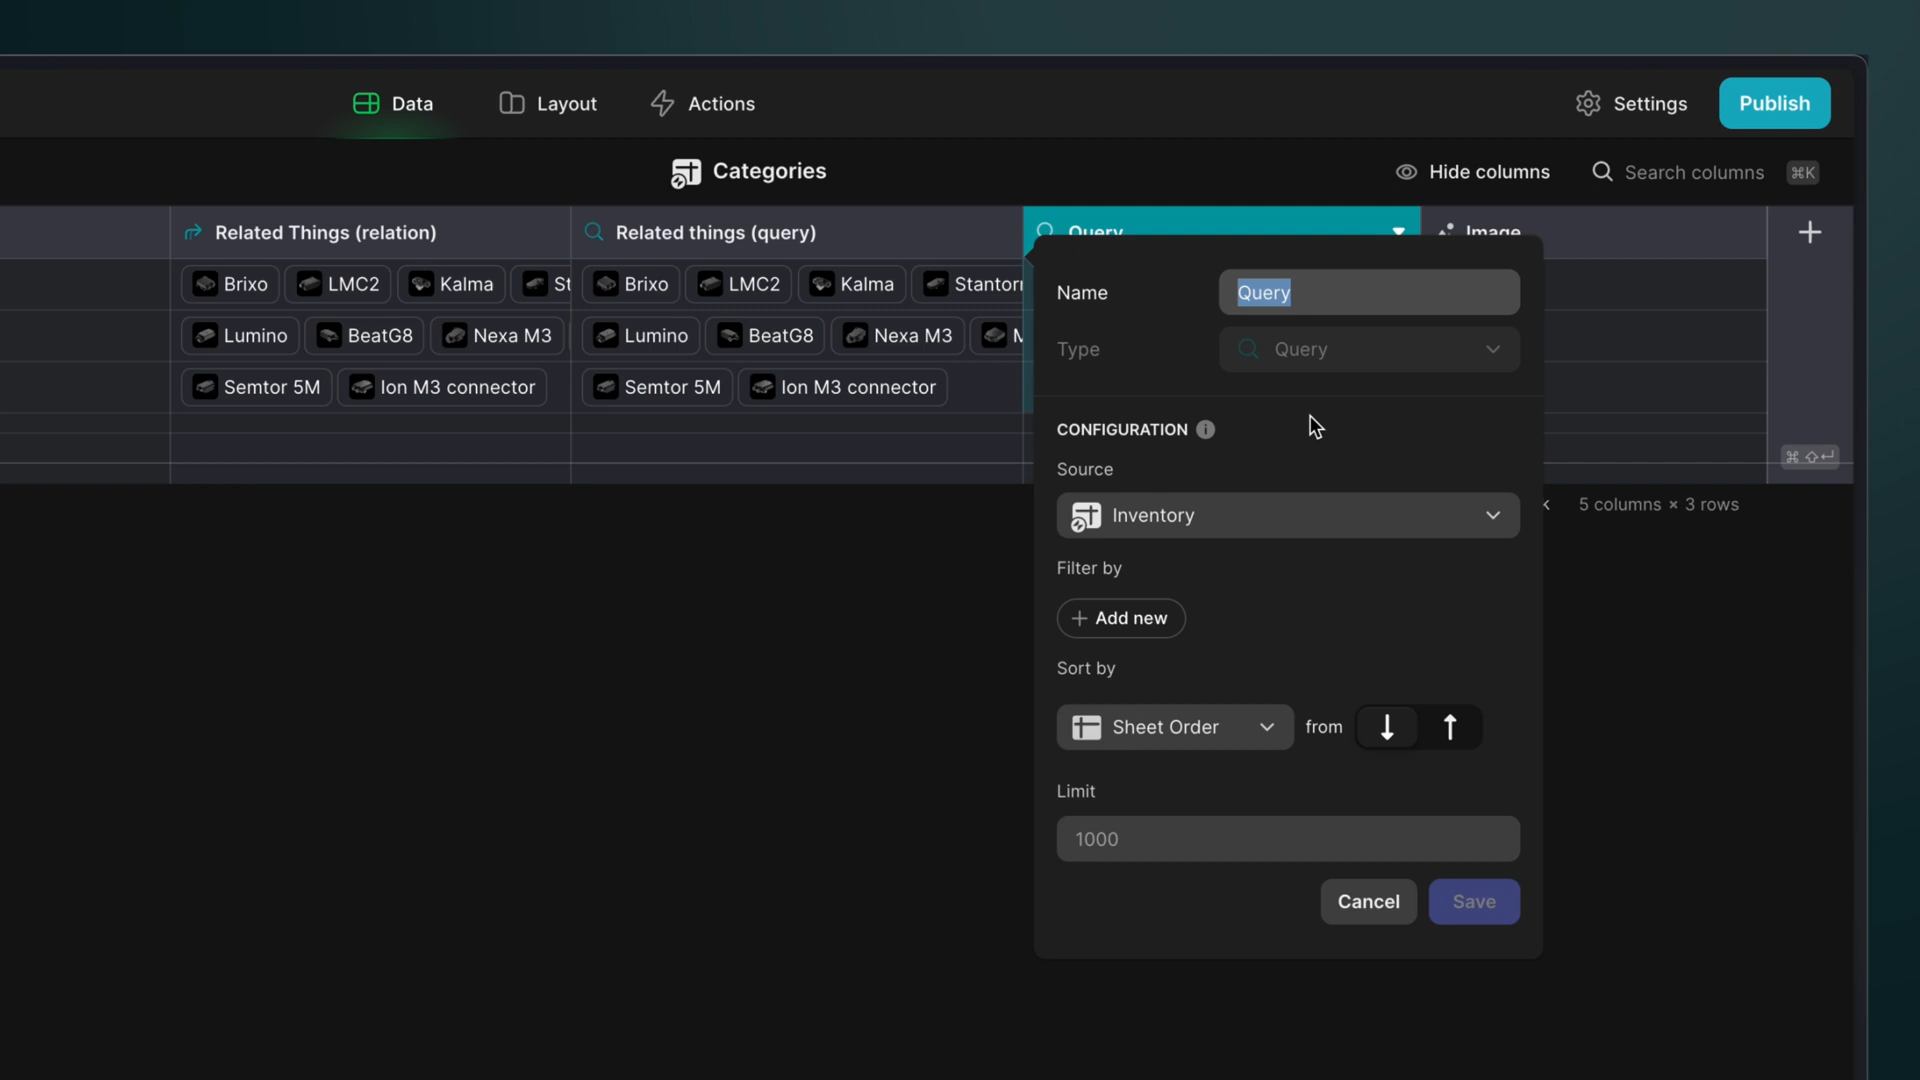 Data
Layout
Actions
Settings
Publish
Categories
Hide columns
Search columns
⌘K
Related Things (relation)
Related things (query)
Query
Image
Brixo
LMC2
Kalma
St
Brixo
LMC2
Kalma
Stanton
Lumino
BeatG8
Nexa M3
Lumino
BeatG8
Nexa M3
M
Semtor 5M
Ion M3 connector
Semtor 5M
Ion M3 connector
Name
Query
Type
Query
CONFIGURATION
Source
Inventory
Filter by
+ Add new
Sort by
Sheet Order
from
Limit
1000
Cancel
Save
⌘ ⇧ ↵
5 columns × 3 rows